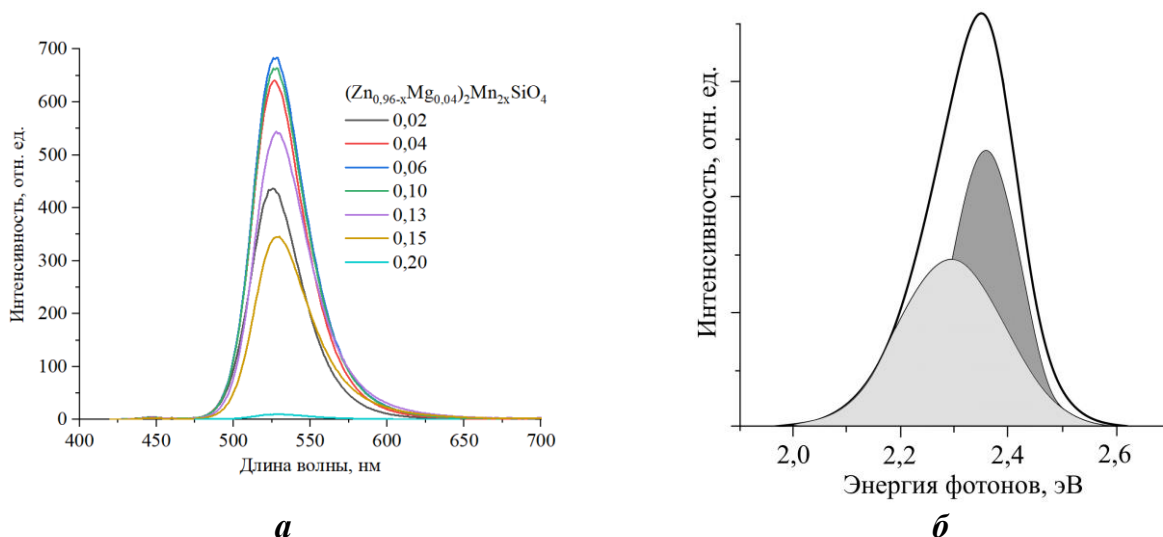 Интенсивность, отн. ед.
700
600
500
400
300
200
100
0
(Zn0,96-xMg0,04)2Mn2xSiO4
0,02
0,04
0,06
0,10
0,13
0,15
0,20
400 450 500 550 600 650 700
Длина волны, нм
а
Интенсивность, отн. ед.
2,0 2,2 2,4 2,6
Энергия фотонов, эВ
б